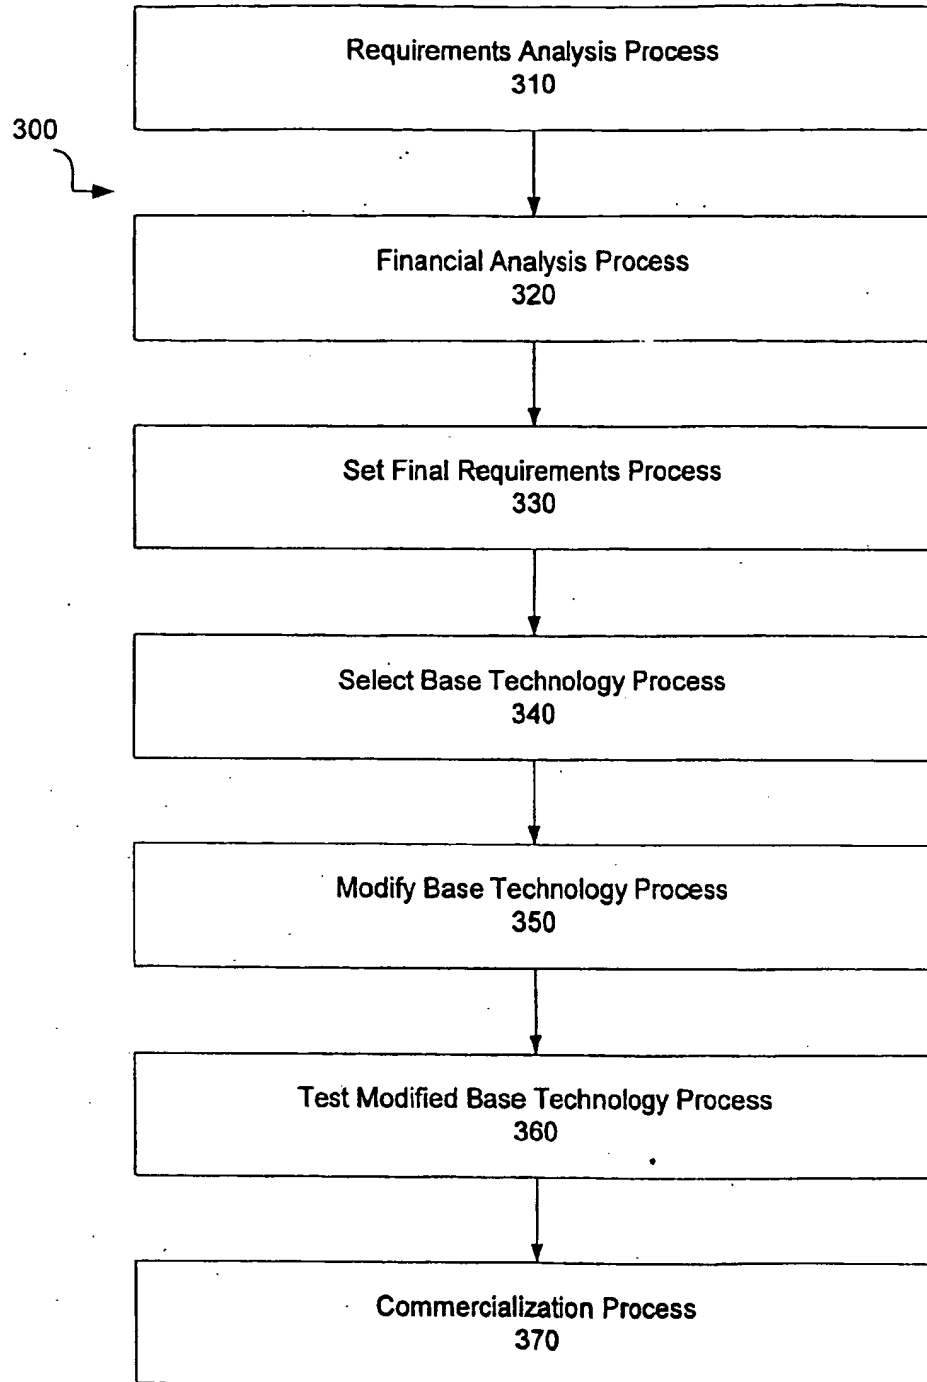 Requirements Analysis Process
310
300
Financial Analysis Process
320
Set Final Requirements Process
330
Select Base Technology Process
340
Modify Base Technology Process
350
Test Modified Base Technology Process
360
Commercialization Process
370